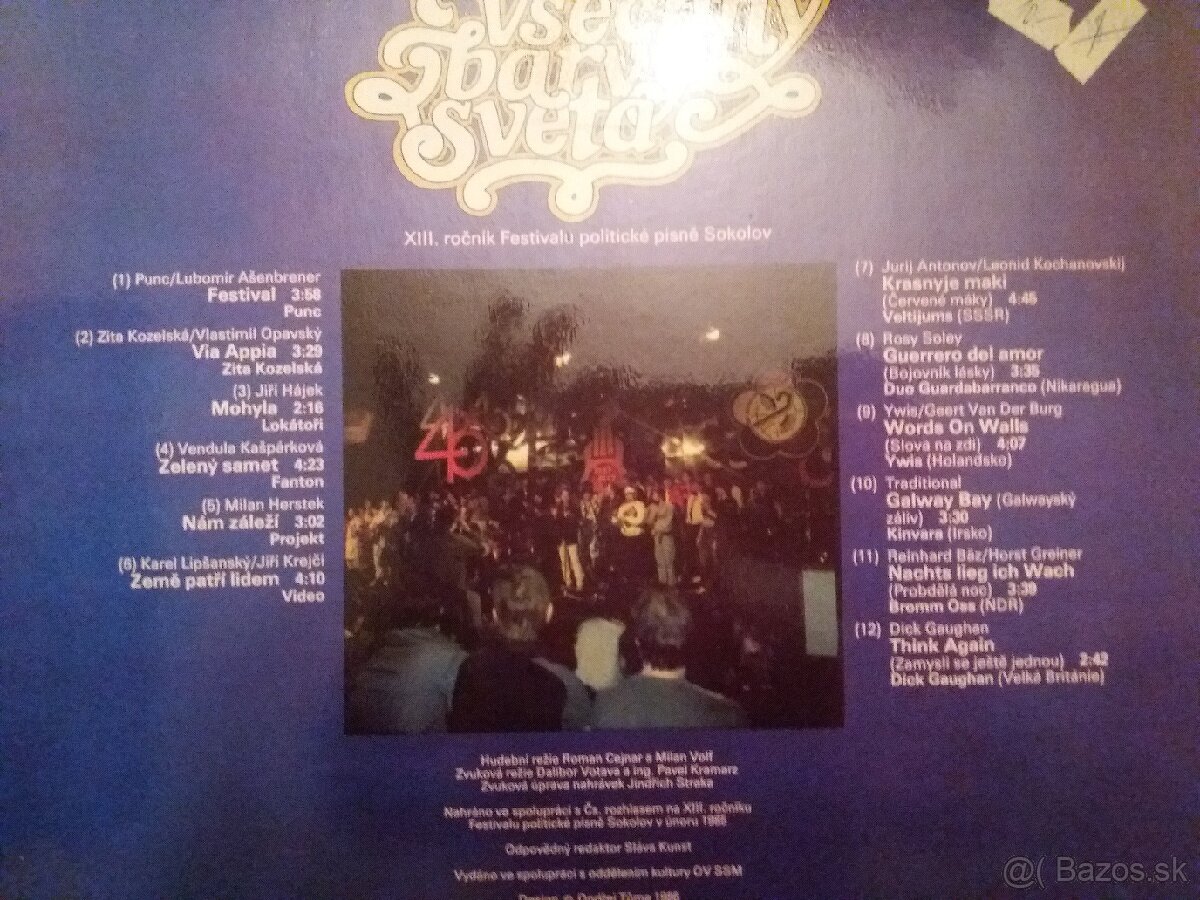 všechny
barvy
světa
XIII. ročník Festivalu politické písně Sokolov
(1) Punc/Lubomír Ašenbrener
Festival 3:58
Punc
(2) Zita Kozelská/Vlastimil Opavský
Via Appia 3:29
Zita Kozelská
(3) Jiří Hájek
Mohyla 2:16
Lokátoři
(4) Vendula Kašpárková
Zelený samet 4:23
Fanton
(5) Milan Herstek
Nám záleží 3:02
Projekt
(6) Karel Lipšanský/Jiří Krejčí
Země patří lidem 4:10
Video
40
(7) Jurij Antonov/Leonid Kochanovskij
Krasnyje maki
(Červené máky) 4:45
Veltijums (SSSR)
(8) Rosy Soley
Guerrero del amor
(Bojovník lásky) 3:35
Duo Guardabarranco (Nikaragua)
(9) Ywis/Geert Van Der Burg
Words On Walls
(Slova na zdi) 4:07
Ywis (Holandsko)
(10) Traditional
Galway Bay (Galwayský
záliv) 3:30
Kinvara (Irsko)
(11) Reinhard Bäz/Horst Greiner
Nachts lieg ich Wach
(Probdělá noc) 3:39
Bromm Oss (NDR)
(12) Dick Gaughan
Think Again
(Zamysli se ještě jednou) 2:42
Dick Gaughan (Velká Británie)
Hudební režie Roman Cejnar a Milan Volf
Zvuková režie Dalibor Votava a ing. Pavel Kramarz
Zvuková úprava nahrávek Jindřich Straka
Nahráno ve spolupráci s Čs. rozhlasem na XIII. ročníku
Festivalu politické písně Sokolov v únoru 1986
Odpovědný redaktor Sláva Kunst
Vydáno ve spolupráci s oddělením kultury OV SSM
Design © Ondřej Tůma 1986
@( Bazos.sk